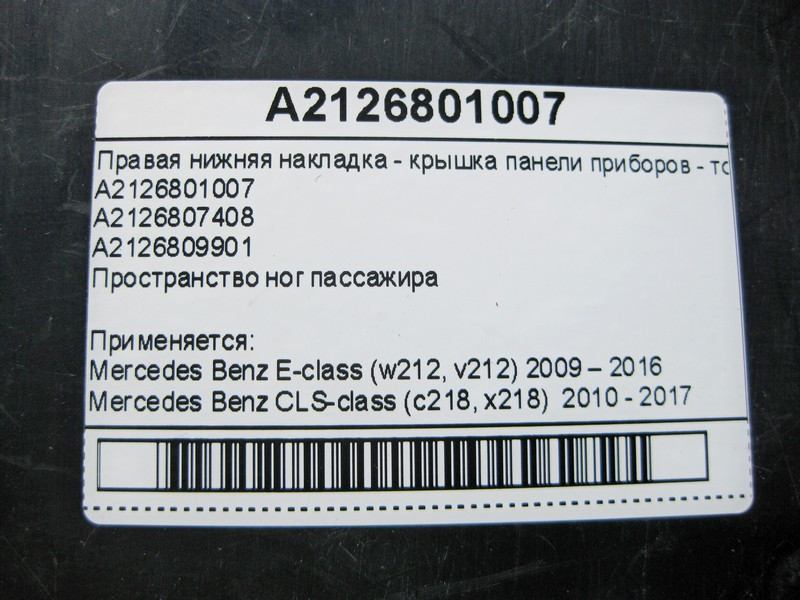 A2126801007
Правая нижняя накладка - крышка панели приборов -
A2126801007
A2126807408
A2126809901
Пространство ног пассажира
Применяется:
Mercedes Benz E-class (w212, v212) 2009 – 2016
Mercedes Benz CLS-class (c218, x218) 2010 - 2017